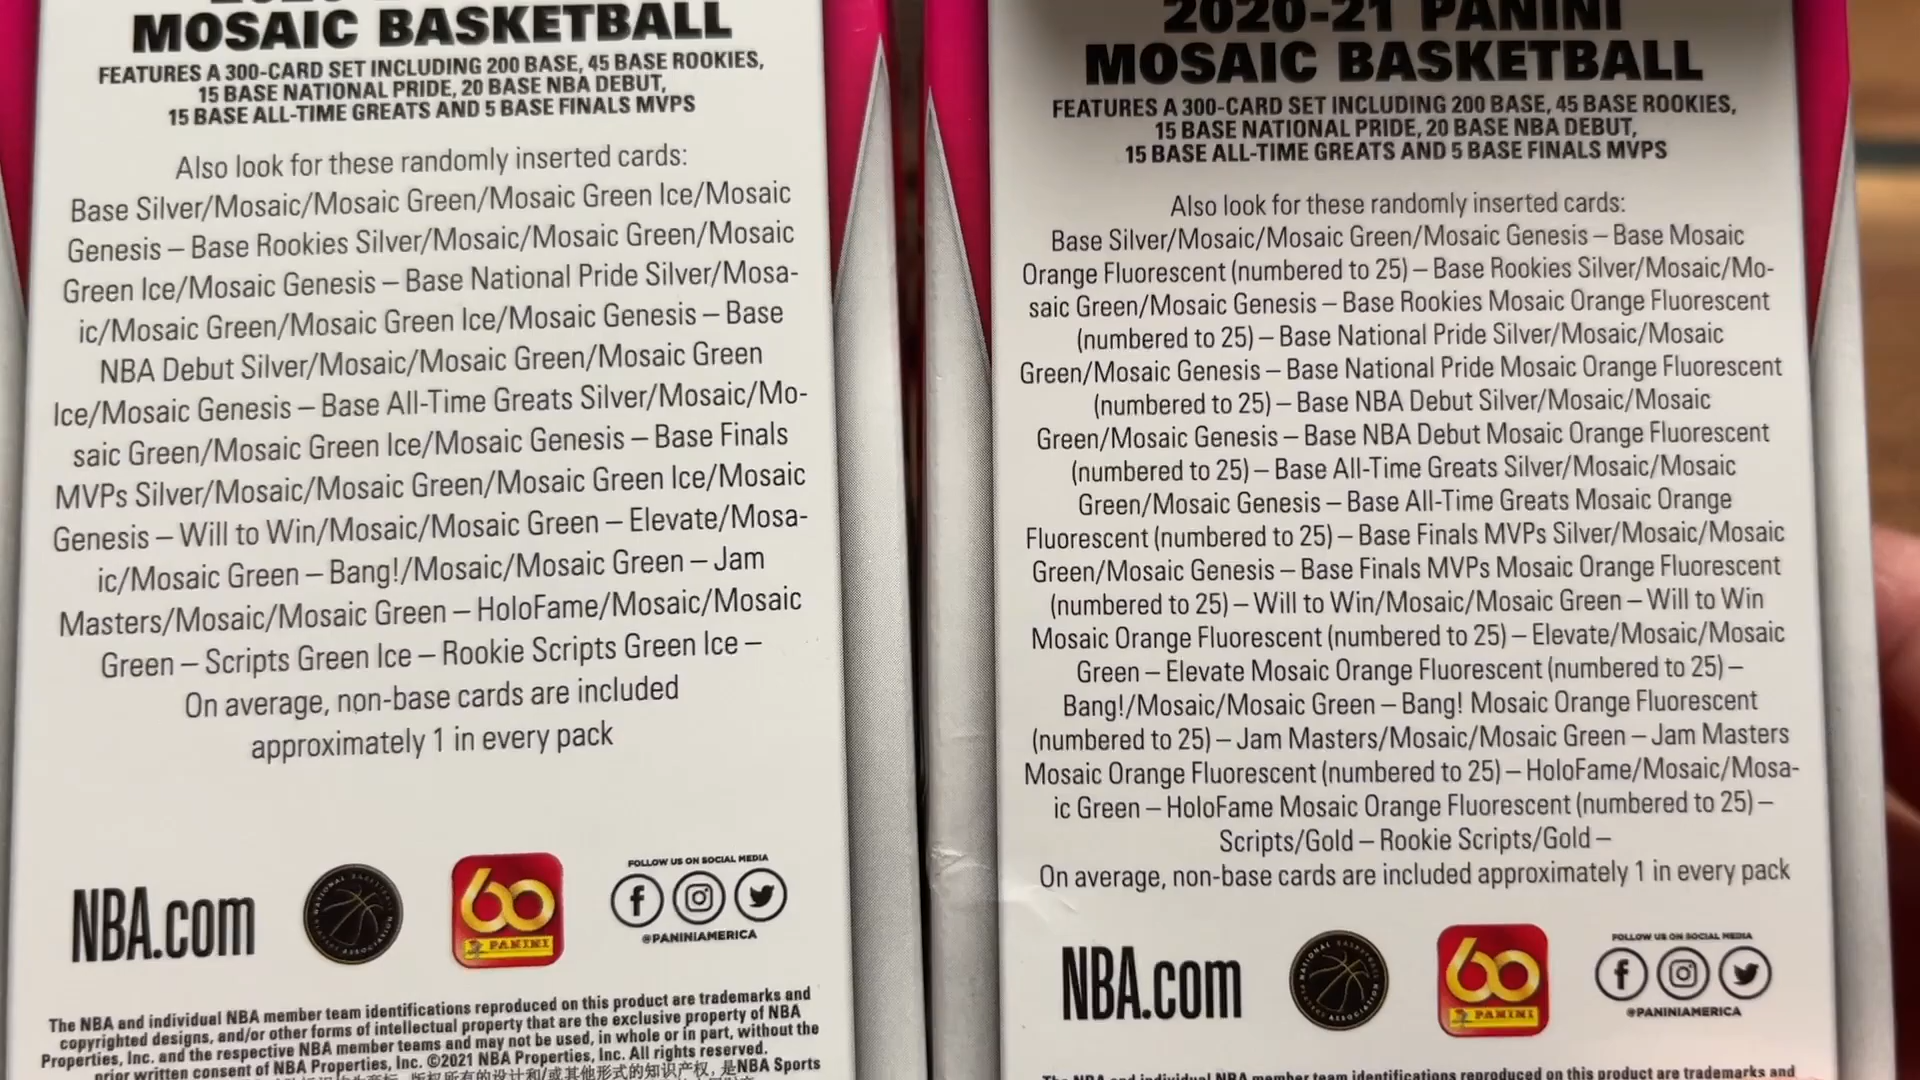 MOSAIC BASKETBALL
FEATURES A 300-CARD SET INCLUDING 200 BASE, 45 BASE ROOKIES,
15 BASE NATIONAL PRIDE, 20 BASE NBA DEBUT,
15 BASE ALL-TIME GREATS AND 5 BASE FINALS MVPS
Also look for these randomly inserted cards:
Base Silver/Mosaic/Mosaic Green/Mosaic Green Ice/Mosaic
Genesis – Base Rookies Silver/Mosaic/Mosaic Green/Mosaic
Green Ice/Mosaic Genesis – Base National Pride Silver/Mosa-
ic/Mosaic Green/Mosaic Green Ice/Mosaic Genesis – Base
NBA Debut Silver/Mosaic/Mosaic Green/Mosaic Green
Ice/Mosaic Genesis – Base All-Time Greats Silver/Mosaic/Mo-
saic Green/Mosaic Green Ice/Mosaic Genesis – Base Finals
MVPs Silver/Mosaic/Mosaic Green/Mosaic Green Ice/Mosaic
Genesis – Will to Win/Mosaic/Mosaic Green – Elevate/Mosa-
ic/Mosaic Green – Bang!/Mosaic/Mosaic Green – Jam
Masters/Mosaic/Mosaic Green – HoloFame/Mosaic/Mosaic
Green – Scripts Green Ice – Rookie Scripts Green Ice –
On average, non-base cards are included
approximately 1 in every pack
NBA.com
60
PANINI
FOLLOW US ON SOCIAL MEDIA
@PANINIAMERICA
The NBA and individual NBA member team identifications reproduced on this product are trademarks and
copyrighted designs, and/or other forms of intellectual property that are the exclusive property of NBA
Properties, Inc. and the respective NBA member teams and may not be used, in whole or in part, without the
prior written consent of NBA Properties, Inc. ©2021 NBA Properties, Inc. All rights reserved.
是NBA Sports
2020-21 PANINI
MOSAIC BASKETBALL
FEATURES A 300-CARD SET INCLUDING 200 BASE, 45 BASE ROOKIES,
15 BASE NATIONAL PRIDE, 20 BASE NBA DEBUT,
15 BASE ALL-TIME GREATS AND 5 BASE FINALS MVPS
Also look for these randomly inserted cards:
Base Silver/Mosaic/Mosaic Green/Mosaic Genesis – Base Mosaic
Orange Fluorescent (numbered to 25) – Base Rookies Silver/Mosaic/Mo-
saic Green/Mosaic Genesis – Base Rookies Mosaic Orange Fluorescent
(numbered to 25) – Base National Pride Silver/Mosaic/Mosaic
Green/Mosaic Genesis – Base National Pride Mosaic Orange Fluorescent
(numbered to 25) – Base NBA Debut Silver/Mosaic/Mosaic
Green/Mosaic Genesis – Base NBA Debut Mosaic Orange Fluorescent
(numbered to 25) – Base All-Time Greats Silver/Mosaic/Mosaic
Green/Mosaic Genesis – Base All-Time Greats Mosaic Orange
Fluorescent (numbered to 25) – Base Finals MVPs Silver/Mosaic/Mosaic
Green/Mosaic Genesis – Base Finals MVPs Mosaic Orange Fluorescent
(numbered to 25) – Will to Win/Mosaic/Mosaic Green – Will to Win
Mosaic Orange Fluorescent (numbered to 25) – Elevate/Mosaic/Mosaic
Green – Elevate Mosaic Orange Fluorescent (numbered to 25) –
Bang!/Mosaic/Mosaic Green – Bang! Mosaic Orange Fluorescent
(numbered to 25) – Jam Masters/Mosaic/Mosaic Green – Jam Masters
Mosaic Orange Fluorescent (numbered to 25) – HoloFame/Mosaic/Mosa-
ic Green – HoloFame Mosaic Orange Fluorescent (numbered to 25) –
Scripts/Gold – Rookie Scripts/Gold –
On average, non-base cards are included approximately 1 in every pack
NBA.com
60
PANINI
FOLLOW US ON SOCIAL MEDIA
@PANINIAMERICA
The NBA and individual NBA member team identifications reproduced on this product are trademarks and